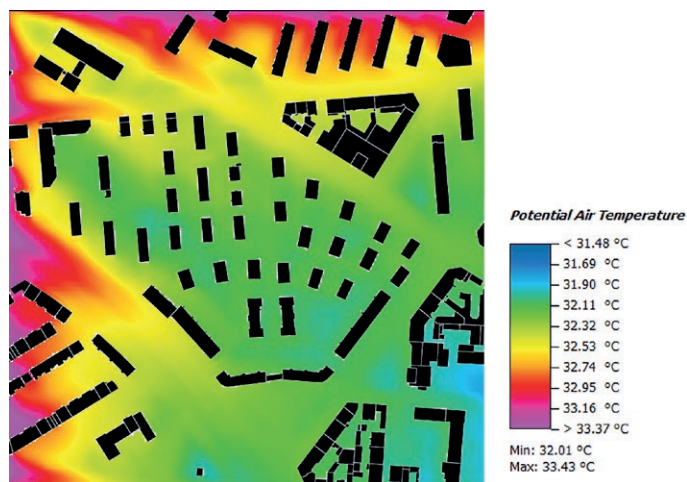 Potential Air Temperature
< 31.48 °C
31.69 °C
31.90 °C
32.11 °C
32.32 °C
32.53 °C
32.74 °C
32.95 °C
33.16 °C
> 33.37 °C
Min: 32.01 °C
Max: 33.43 °C